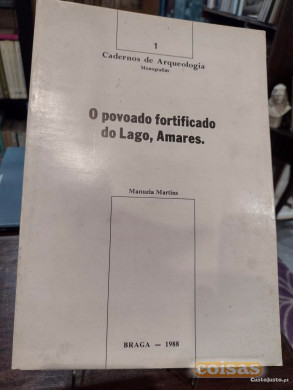 1
Cadernos de Arqueologia
Monografias
O povoado fortificado
do Lago, Amares.
Manuela Martins
BRAGA — 1988
coisas
CustoJusto.pt